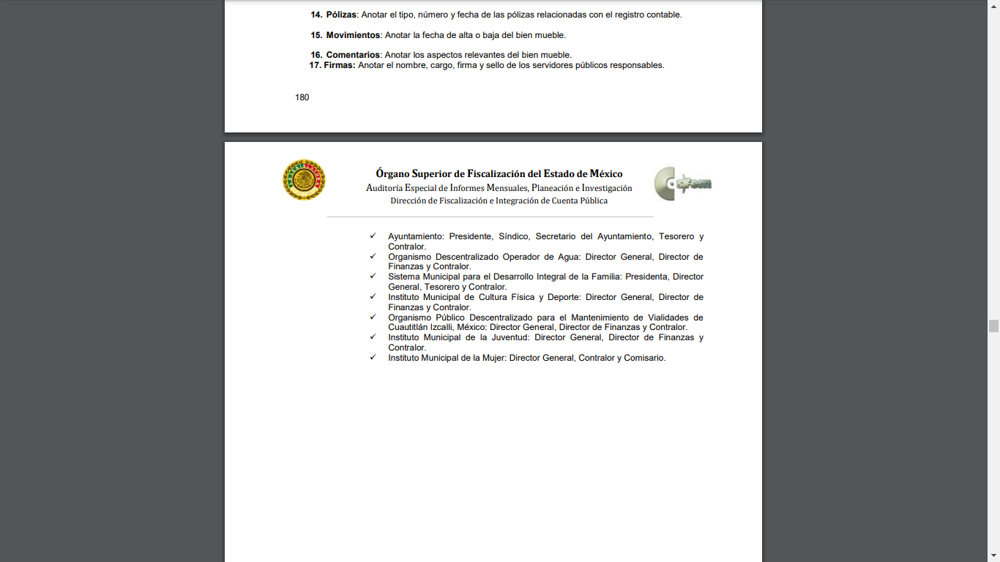 14. Pólizas: Anotar el tipo, número y fecha de las pólizas relacionadas con el registro contable.
15. Movimientos: Anotar la fecha de alta o baja del bien mueble.
16. Comentarios: Anotar los aspectos relevantes del bien mueble.
17. Firmas: Anotar el nombre, cargo, firma y sello de los servidores públicos responsables.
180
Órgano Superior de Fiscalización del Estado de México
Auditoría Especial de Informes Mensuales, Planeación e Investigación
Dirección de Fiscalización e Integración de Cuenta Pública
osfem
✓ Ayuntamiento: Presidente, Síndico, Secretario del Ayuntamiento, Tesorero y
Contralor.
✓ Organismo Descentralizado Operador de Agua: Director General, Director de
Finanzas y Contralor.
✓ Sistema Municipal para el Desarrollo Integral de la Familia: Presidenta, Director
General, Tesorero y Contralor.
✓ Instituto Municipal de Cultura Física y Deporte: Director General, Director de
Finanzas y Contralor.
✓ Organismo Público Descentralizado para el Mantenimiento de Vialidades de
Cuautitlán Izcalli, México: Director General, Director de Finanzas y Contralor.
✓ Instituto Municipal de la Juventud: Director General, Director de Finanzas y
Contralor.
✓ Instituto Municipal de la Mujer: Director General, Contralor y Comisario.